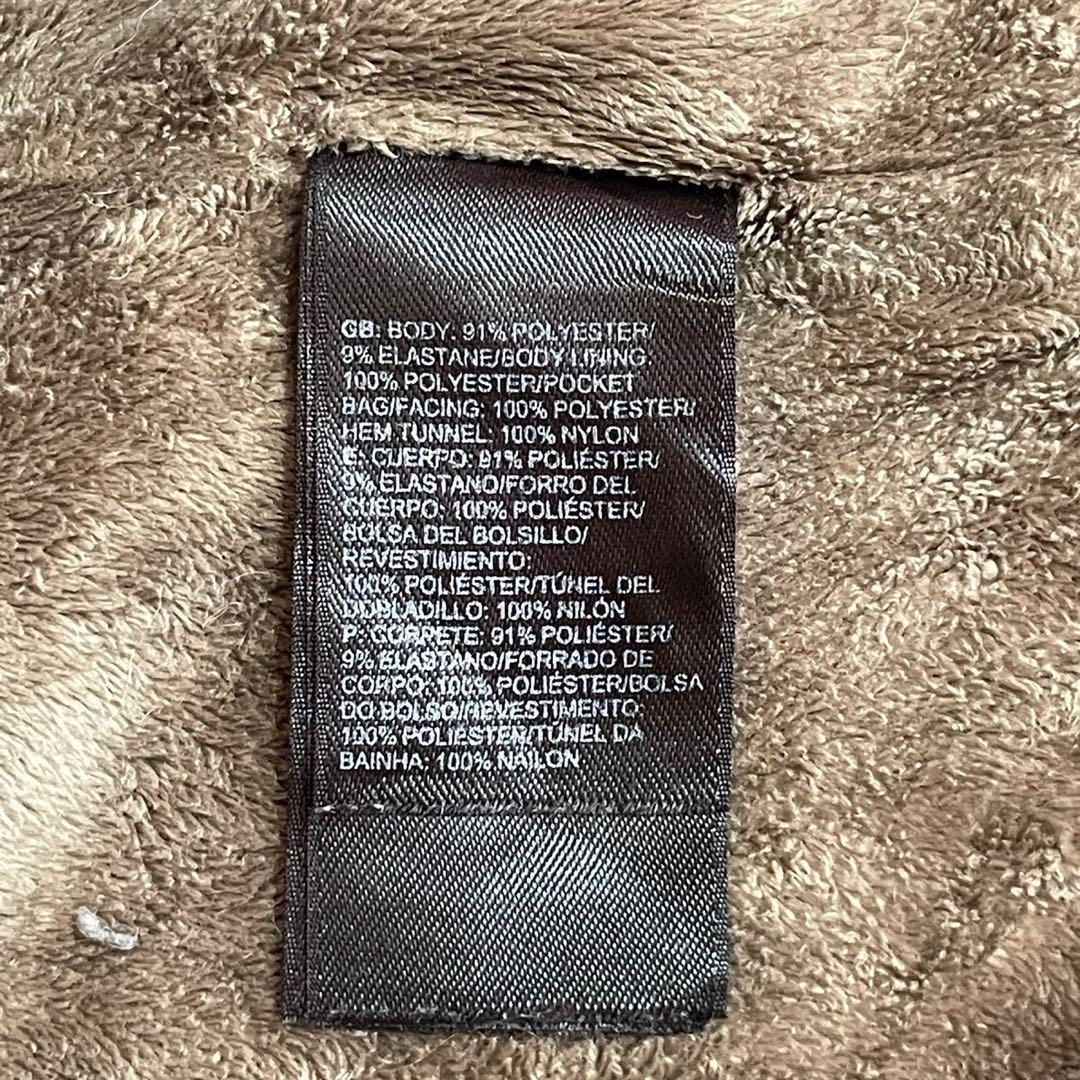 GB: BODY: 91% POLYESTER/
9% ELASTANE/BODY LINING:
100% POLYESTER/POCKET
BAG/FACING: 100% POLYESTER/
HEM TUNNEL: 100% NYLON
E: CUERPO: 91% POLIÉSTER/
9% ELASTANO/FORRO DEL
CUERPO: 100% POLIÉSTER/
BOLSA DEL BOLSILLO/
REVESTIMIENTO:
100% POLIÉSTER/TÚNEL DEL
DOBLADILLO: 100% NILÓN
P: CORPETE: 91% POLIÉSTER/
9% ELASTANO/FORRADO DE
CORPO: 100% POLIÉSTER/BOLSA
DO BOLSO/REVESTIMENTO:
100% POLIÉSTER/TÚNEL DA
BAINHA: 100% NAILON